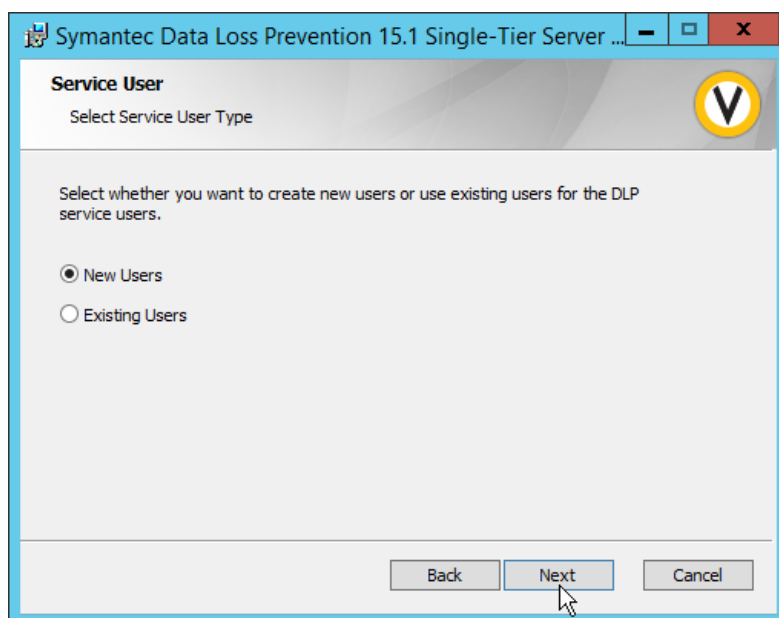 Symantec Data Loss Prevention 15.1 Single-Tier Server ...
Service User
Select Service User Type
Select whether you want to create new users or use existing users for the DLP
service users.
New Users
Existing Users
Back
Next
Cancel